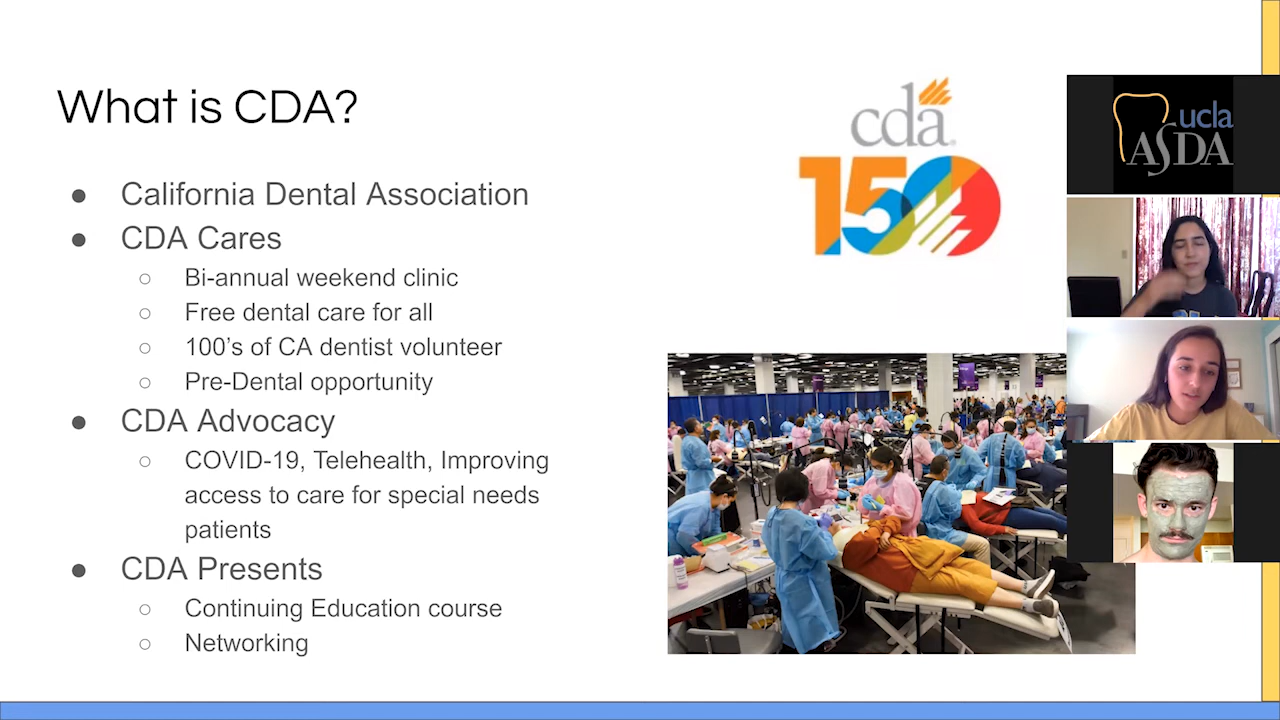 What is CDA?
● California Dental Association
● CDA Cares
○ Bi-annual weekend clinic
○ Free dental care for all
○ 100’s of CA dentist volunteer
○ Pre-Dental opportunity
● CDA Advocacy
○ COVID-19, Telehealth, Improving
access to care for special needs
patients
● CDA Presents
○ Continuing Education course
○ Networking
cda
150
ucla
ASDA